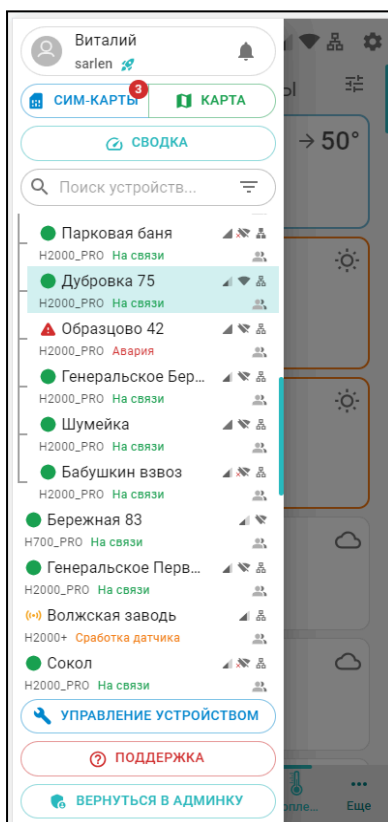 Виталий
sarlen
СИМ-КАРТЫ 3 КАРТА
СВОДКА
Поиск устройств...
→ 50°
Парковая баня
H2000_PRO На связи
Дубровка 75
H2000_PRO На связи
Образцово 42
H2000_PRO Авария
Генеральское Бер...
H2000_PRO На связи
Шумейка
H2000_PRO На связи
Бабушкин взвоз
H2000_PRO На связи
Бережная 83
H700_PRO На связи
Генеральское Перв...
H2000_PRO На связи
Волжская заводь
H2000+ Сработка датчика
Сокол
H2000_PRO На связи
УПРАВЛЕНИЕ УСТРОЙСТВОМ
ПОДДЕРЖКА
ВЕРНУТЬСЯ В АДМИНКУ
Еще